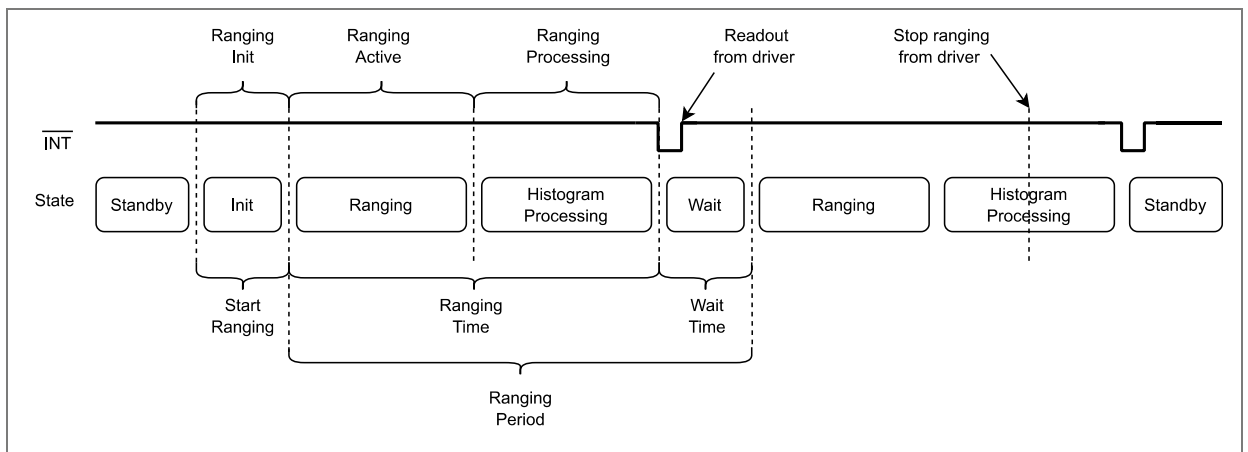 Ranging
Init
Ranging
Active
Ranging
Processing
Readout
from driver
Stop ranging
from driver
INT
State
Standby
Init
Ranging
Histogram
Processing
Wait
Ranging
Histogram
Processing
Standby
Start
Ranging
Ranging
Time
Wait
Time
Ranging
Period